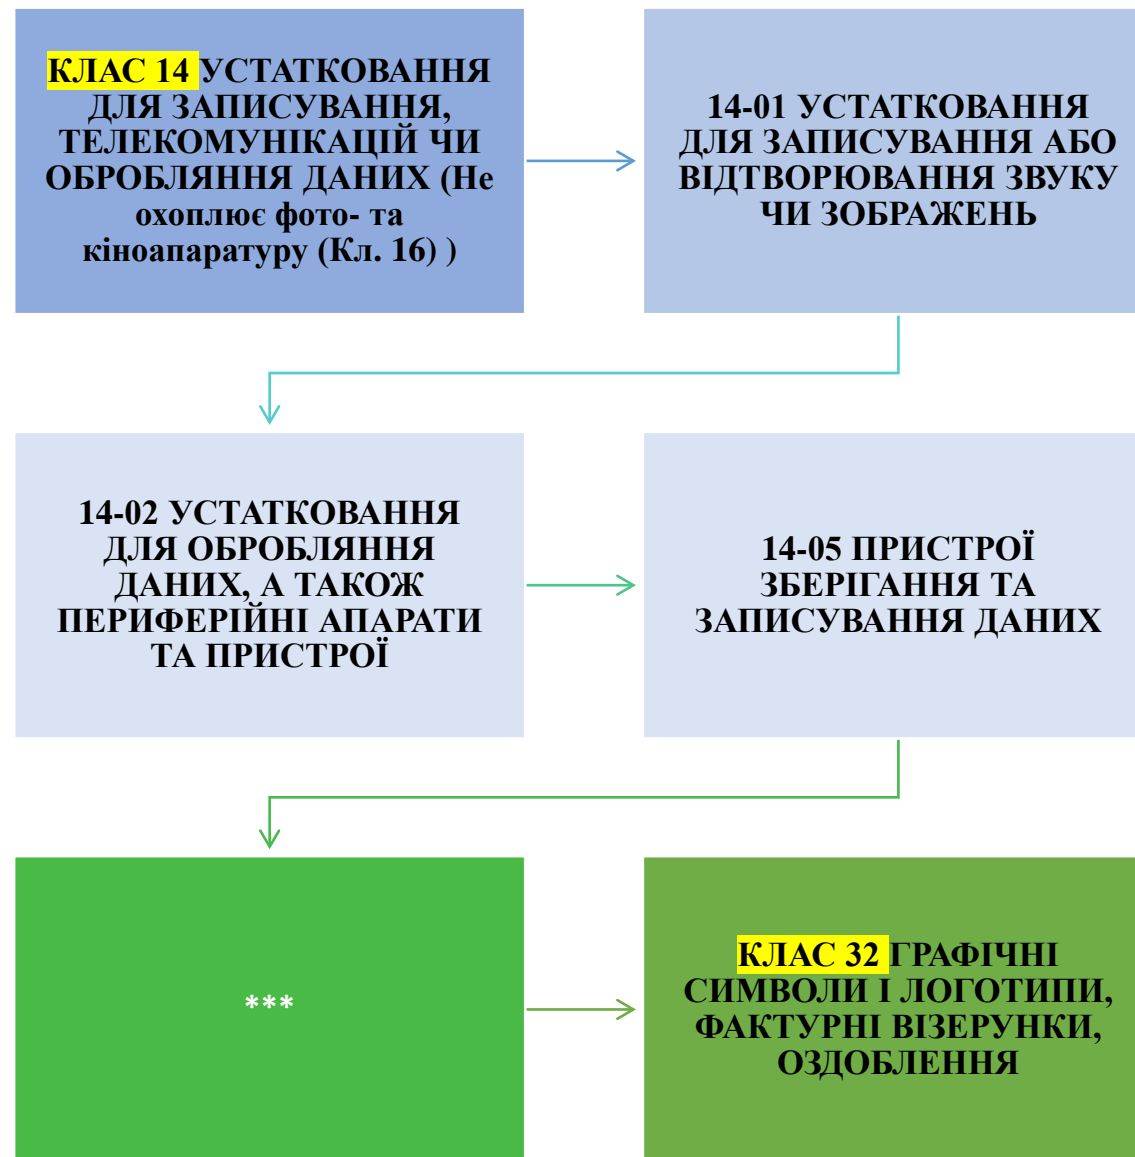 КЛАС 14 УСТАТКОВАННЯ
ДЛЯ ЗАПИСУВАННЯ,
ТЕЛЕКОМУНІКАЦІЙ ЧИ
ОБРОБЛЯННЯ ДАНИХ (Не
охоплює фото- та
кіноапаратуру (Кл. 16) )
14-01 УСТАТКОВАННЯ
ДЛЯ ЗАПИСУВАННЯ АБО
ВІДТВОРЮВАННЯ ЗВУКУ
ЧИ ЗОБРАЖЕНЬ
14-02 УСТАТКОВАННЯ
ДЛЯ ОБРОБЛЯННЯ
ДАНИХ, А ТАКОЖ
ПЕРИФЕРІЙНІ АПАРАТИ
ТА ПРИСТРОЇ
14-05 ПРИСТРОЇ
ЗБЕРІГАННЯ ТА
ЗАПИСУВАННЯ ДАНИХ
***
КЛАС 32 ГРАФІЧНІ
СИМВОЛИ І ЛОГОТИПИ,
ФАКТУРНІ ВІЗЕРУНКИ,
ОЗДОБЛЕННЯ